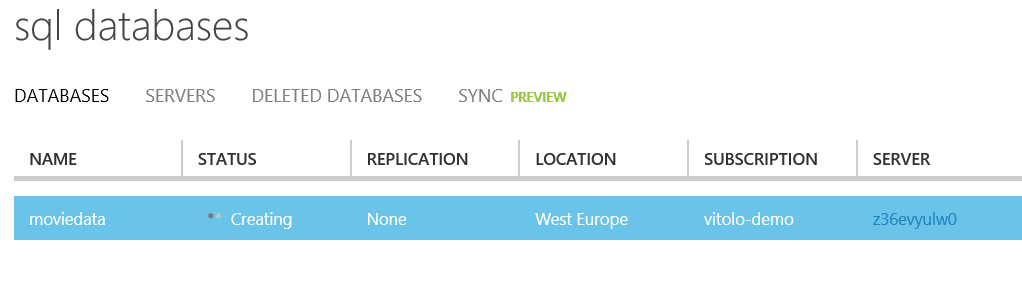 sql databases
DATABASES SERVERS DELETED DATABASES SYNC PREVIEW
NAME STATUS REPLICATION LOCATION SUBSCRIPTION SERVER
moviedata Creating None West Europe vitolo-demo z36evyulw0